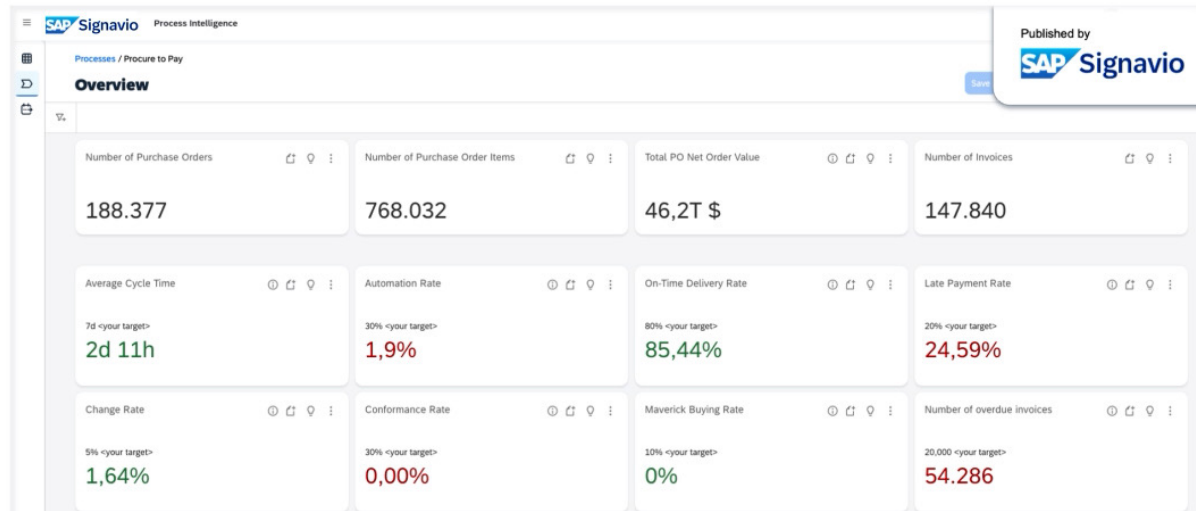 SAP Signavio Process Intelligence
Published by
SAP Signavio
Processes / Procure to Pay
Overview
Save
Number of Purchase Orders
188.377
Number of Purchase Order Items
768.032
Total PO Net Order Value
46,2T $
Number of Invoices
147.840
Average Cycle Time
7d <your target>
2d 11h
Automation Rate
30% <your target>
1,9%
On-Time Delivery Rate
80% <your target>
85,44%
Late Payment Rate
20% <your target>
24,59%
Change Rate
5% <your target>
1,64%
Conformance Rate
30% <your target>
0,00%
Maverick Buying Rate
10% <your target>
0%
Number of overdue invoices
20,000 <your target>
54.286